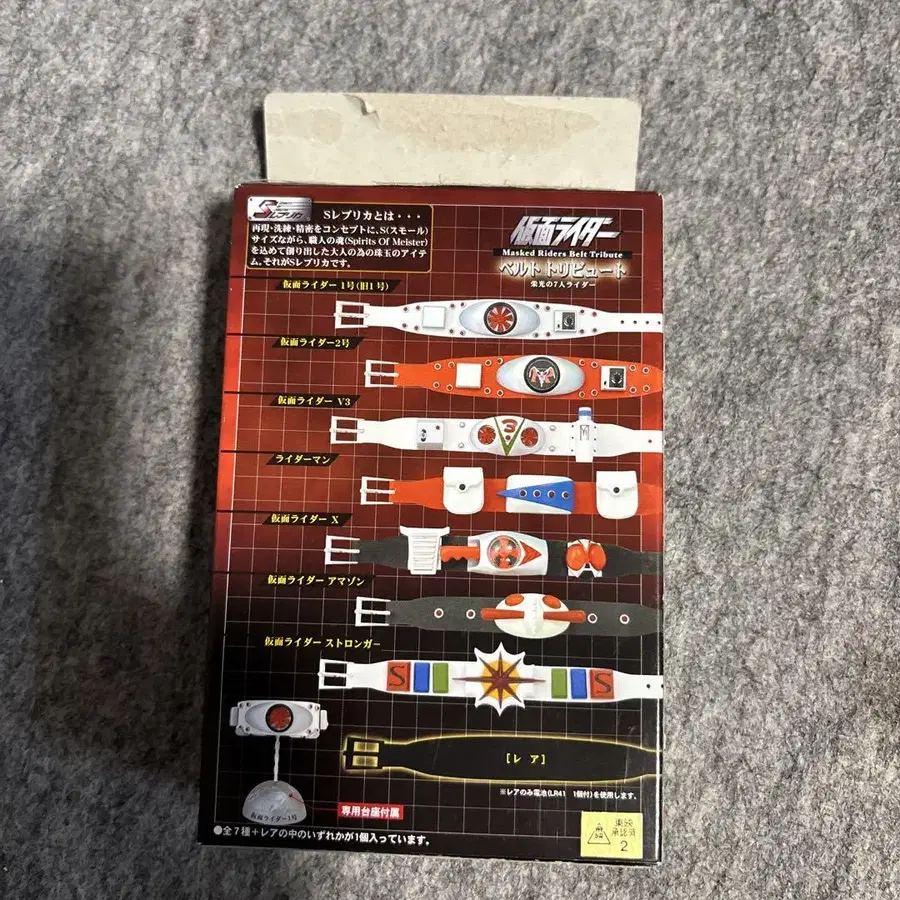 Sレプリカ
Sレプリカとは・・・
再現・洗練・精密をコンセプトに、S(スモール)
サイズながら、職人の魂(Spirits Of Meister)
を込めて創り出した大人の為の珠玉のアイテ
ム。それがSレプリカです。
仮面ライダー
Masked Riders Belt Tribute
ベルト トリビュート
栄光の7人ライダー
仮面ライダー 1号(旧1号)
仮面ライダー2号
仮面ライダー V3
ライダーマン
仮面ライダー X
仮面ライダー アマゾン
仮面ライダー ストロンガー
S
S
[レ ア]
※レアのみ電池(LR41 1個付)を使用します。
仮面ライダー1号
専用台座付属
●全7種+レアの中のいずれかが1個入っています。
東映
承認済
2